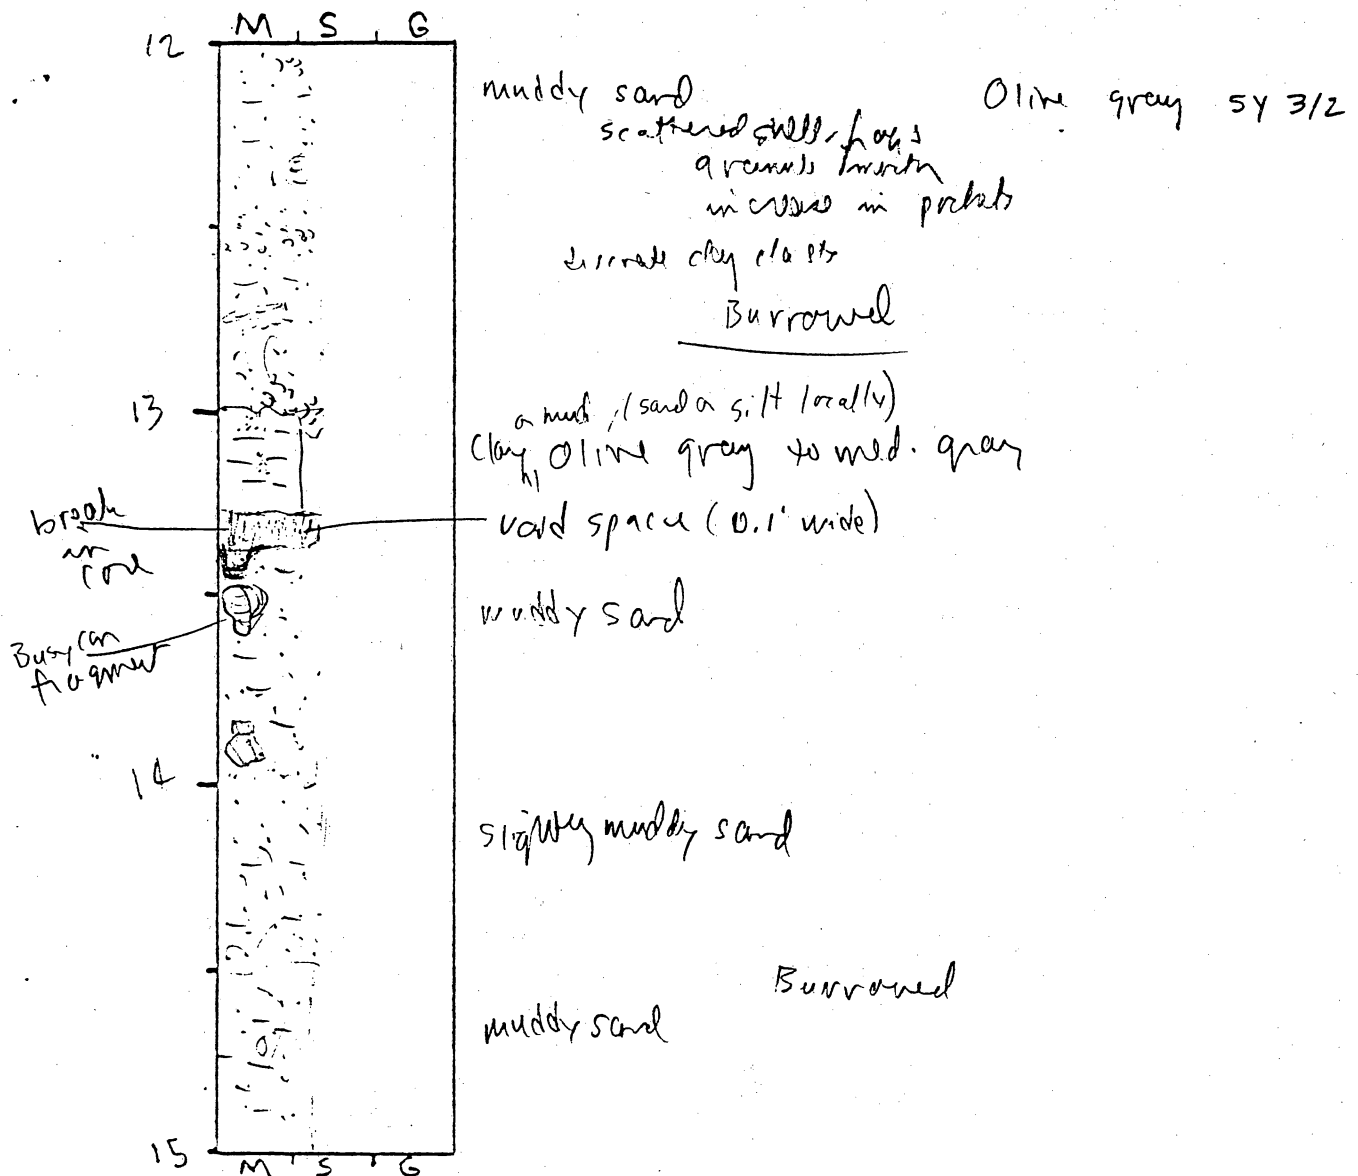 M S G
12
muddy sand
Olive gray 5Y 3/2
scattered shell frags
increase in pockets
discrete clay clasts
Burrowed
13
or mud, (sand or silt locally)
Clay, Olive gray to med. gray
break in core
void space (0.1' wide)
muddy sand
Busycon fragment
14
slightly muddy sand
Burrowed
muddy sand
15
M S G